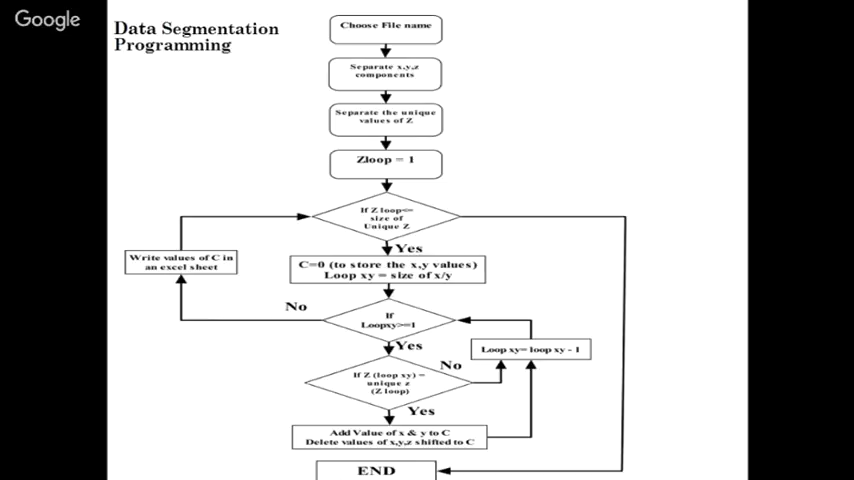 Google
Data Segmentation
Programming
Choose File name
Separate x,y,z
components
Separate the unique
values of Z
Zloop = 1
If Z loop<=
size of
Unique Z
Yes
Write values of C in
an excel sheet
C=0 (to store the x,y values)
Loop xy = size of x/y
No
If
Loopxy>=1
Yes
Loop xy= loop xy - 1
No
If Z (loop xy) =
unique z
(Z loop)
Yes
Add Value of x & y to C
Delete values of x,y,z shifted to C
END